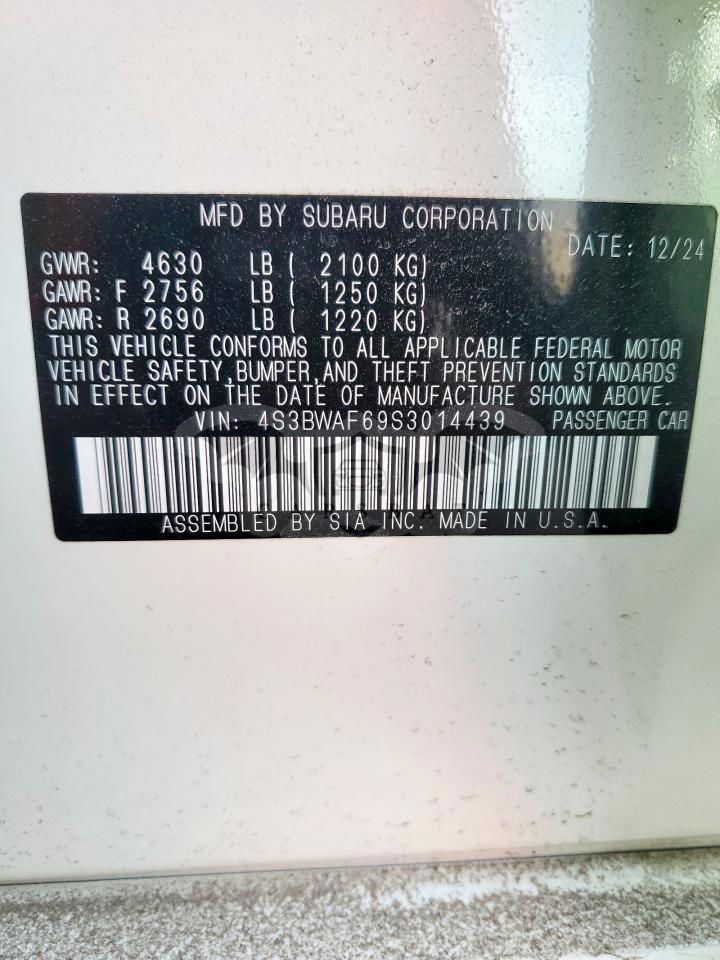 MFD BY SUBARU CORPORATION
DATE: 12/24
GVWR: 4630 LB ( 2100 KG)
GAWR: F 2756 LB ( 1250 KG)
GAWR: R 2690 LB ( 1220 KG)
THIS VEHICLE CONFORMS TO ALL APPLICABLE FEDERAL MOTOR
VEHICLE SAFETY,BUMPER,AND THEFT PREVENTION STANDARDS
IN EFFECT ON THE DATE OF MANUFACTURE SHOWN ABOVE.
VIN: 4S3BWAF69S3014439 PASSENGER CAR
ASSEMBLED BY SIA INC. MADE IN U.S.A.